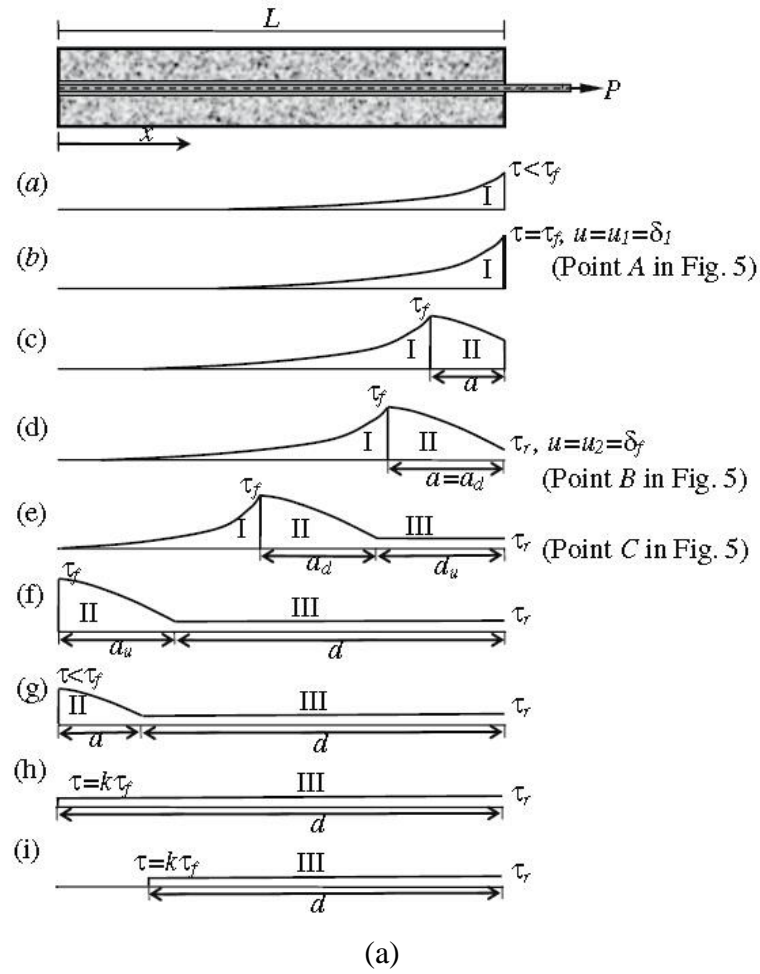 L
P
x
(a)
τ<τf
I
(b)
τ=τf, u=u1=δ1
(Point A in Fig. 5)
I
(c)
τf
I II
a
(d)
τf
I II
τr, u=u2=δf
a=ad
(Point B in Fig. 5)
(e)
τf
I II III
τr (Point C in Fig. 5)
ad du
(f)
τf
II III
τr
au d
(g)
τ<τf
II III
τr
a d
(h)
τ=kτf III
τr
d
(i)
τ=kτf III
τr
d
(a)